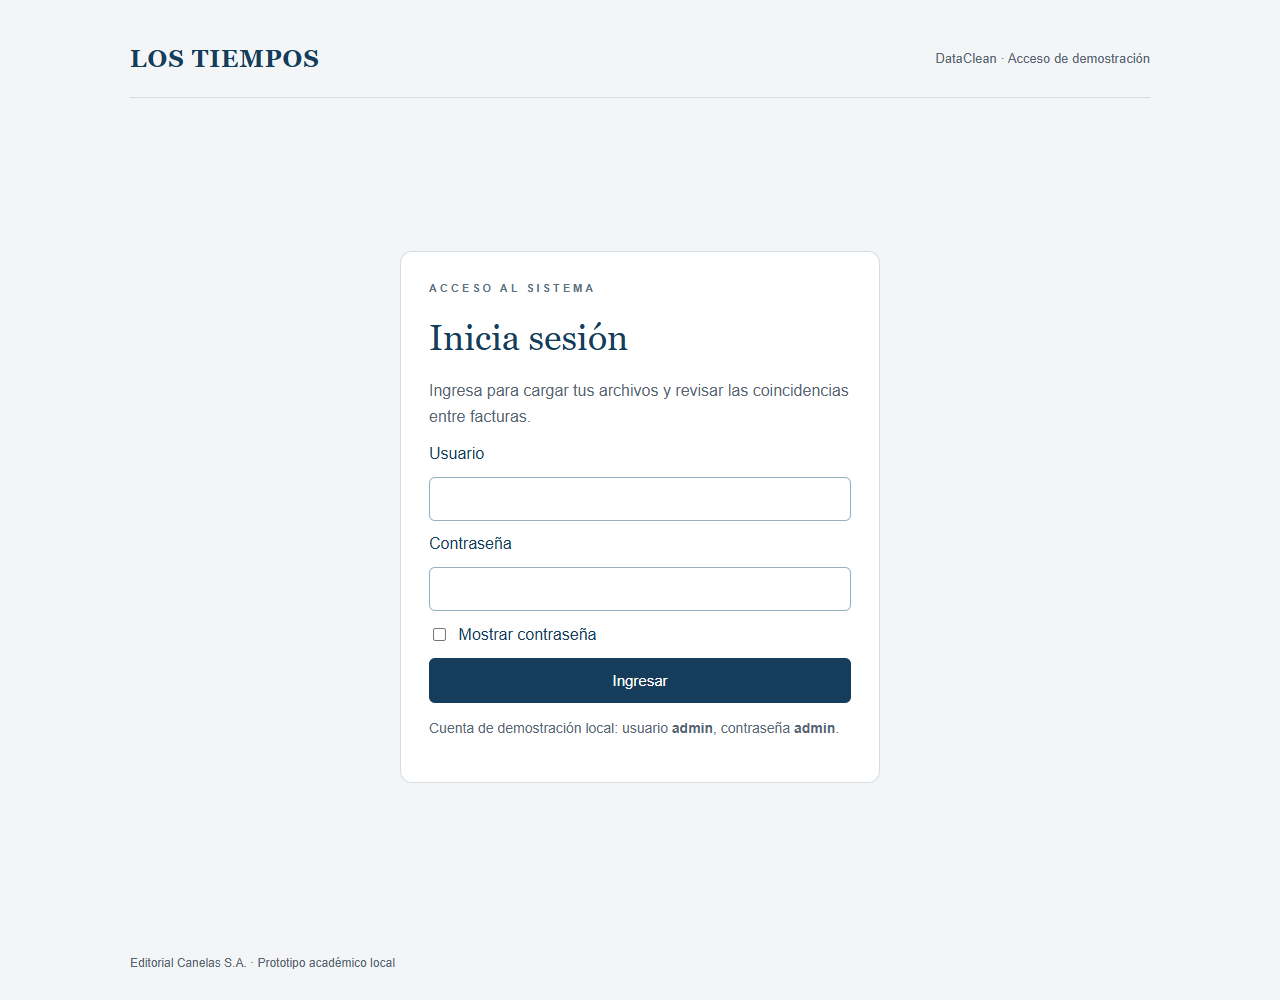 LOS TIEMPOS
DataClean · Acceso de demostración
ACCESO AL SISTEMA
Inicia sesión
Ingresa para cargar tus archivos y revisar las coincidencias
entre facturas.
Usuario
Contraseña
Mostrar contraseña
Ingresar
Cuenta de demostración local: usuario admin, contraseña admin.
Editorial Canelas S.A. · Prototipo académico local